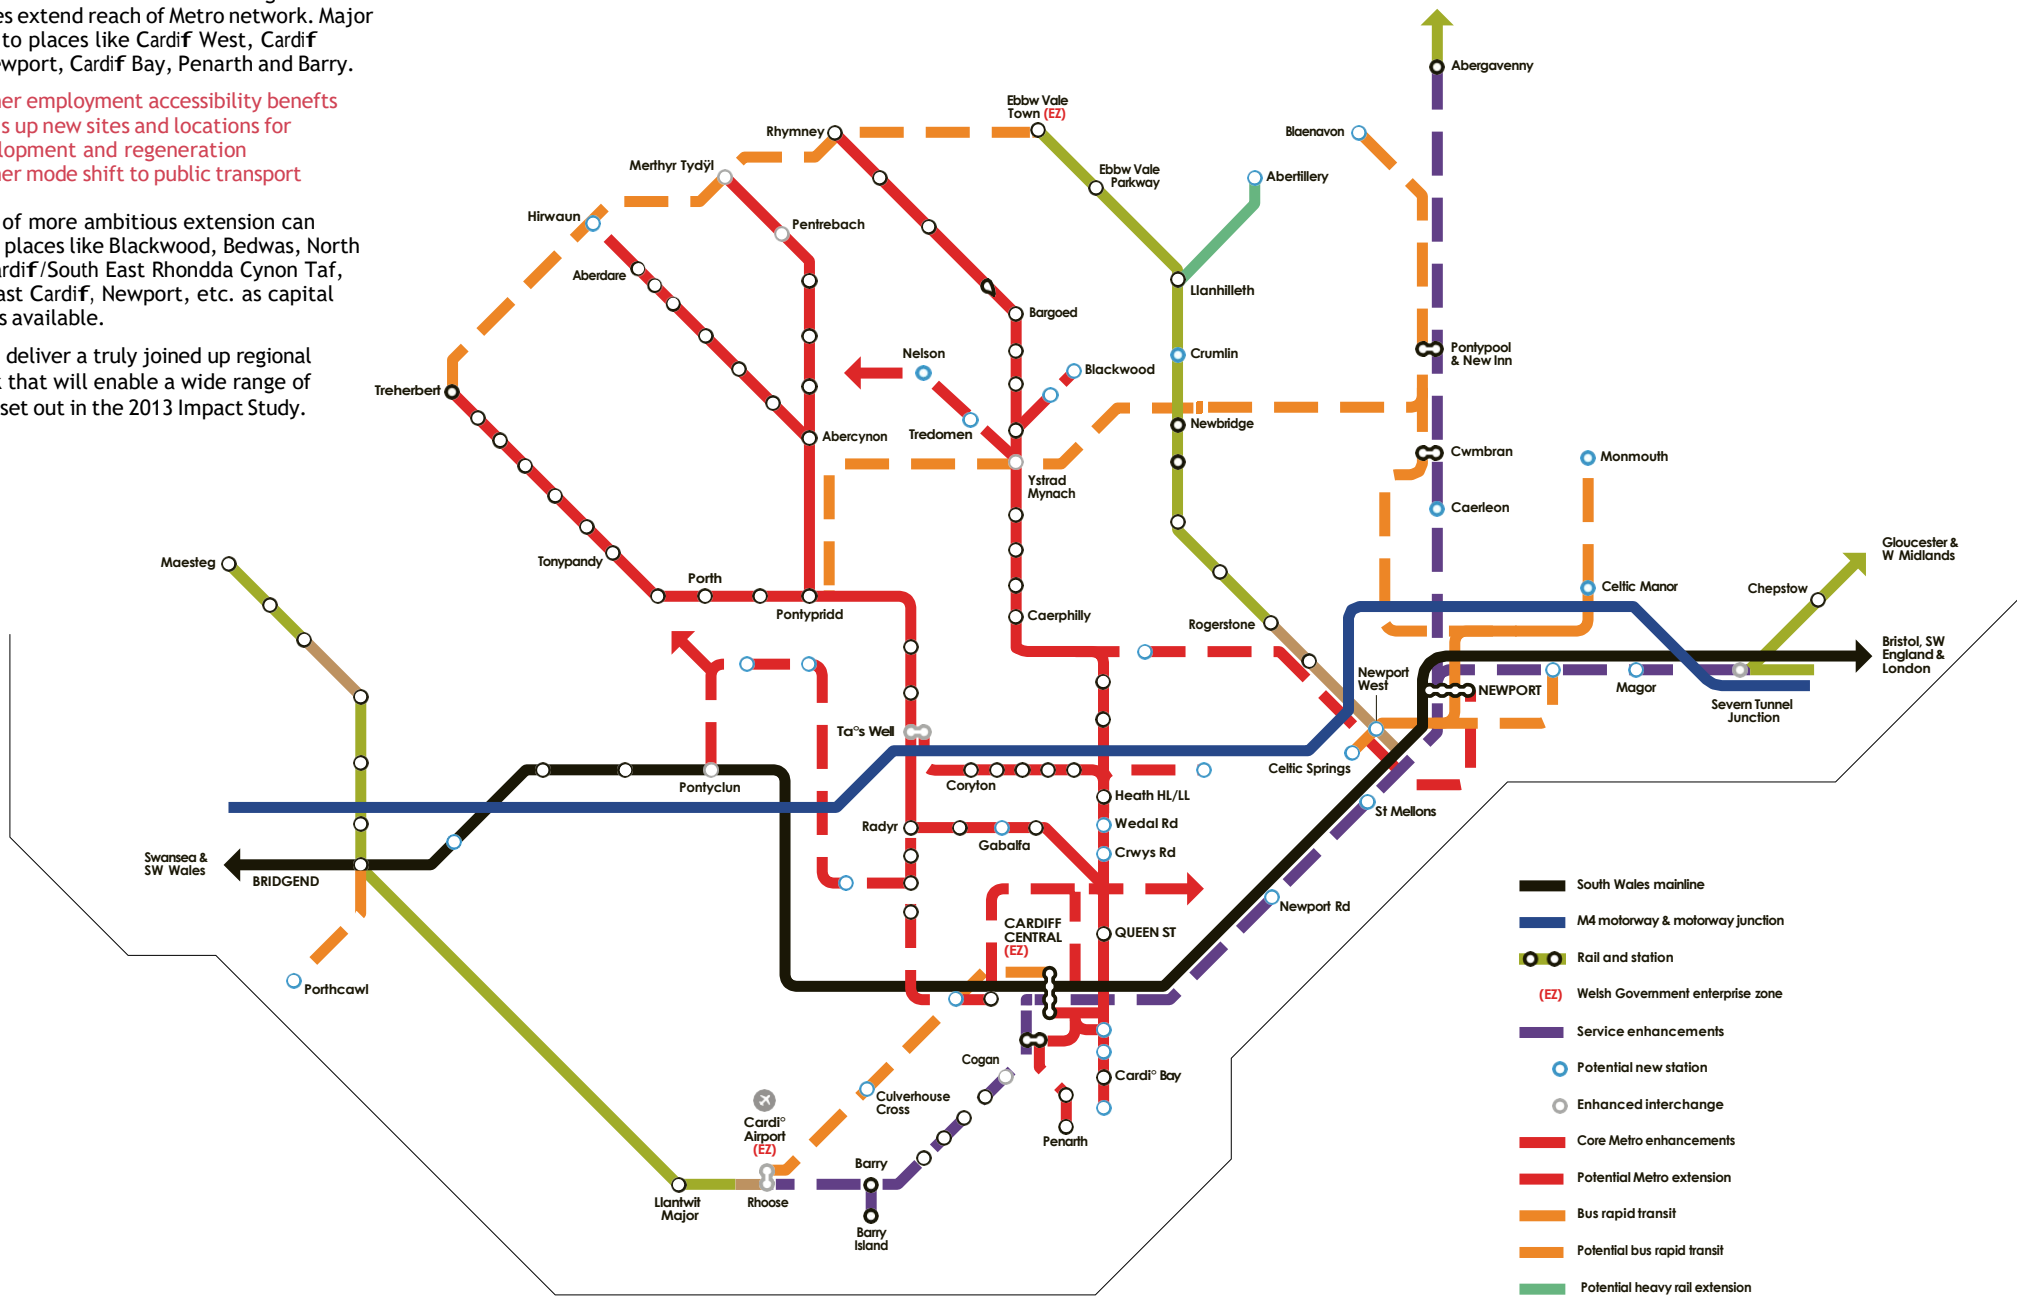 es extend reach of Metro network. Major
to places like Cardif West, Cardif
wport, Cardif Bay, Penarth and Barry.
er employment accessibility benefts
s up new sites and locations for
lopment and regeneration
er mode shift to public transport
of more ambitious extension can
places like Blackwood, Bedwas, North
ardif/South East Rhondda Cynon Taf,
ast Cardif, Newport, etc. as capital
s available.
deliver a truly joined up regional
that will enable a wide range of
set out in the 2013 Impact Study.
Abergavenny
Ebbw Vale
Town (EZ)
Rhymney
Blaenavon
Merthyr Tydÿl
Ebbw Vale
Parkway
Abertillery
Hirwaun
Pentrebach
Aberdare
Llanhilleth
Bargoed
Nelson
Crumlin
Pontypool
& New Inn
Blackwood
Treherbert
Tredomen
Newbridge
Abercynon
Cwmbran
Monmouth
Ystrad
Mynach
Caerleon
Maesteg
Tonypandy
Porth
Pontypridd
Caerphilly
Rogerstone
Celtic Manor
Chepstow
Gloucester &
W Midlands
Bristol, SW
England &
London
Newport
West
NEWPORT
Magor
Severn Tunnel
Junction
Ta°s Well
Celtic Springs
Pontyclun
Coryton
Heath HL/LL
St Mellons
Radyr
Gabalfa
Wedal Rd
Crwys Rd
Swansea &
SW Wales
BRIDGEND
Newport Rd
CARDIFF
CENTRAL
(EZ)
QUEEN ST
Porthcawl
Cogan
Cardi° Bay
Culverhouse
Cross
Cardi°
Airport
(EZ)
Penarth
Barry
Llantwit
Major
Rhoose
Barry
Island
South Wales mainline
M4 motorway & motorway junction
Rail and station
(EZ) Welsh Government enterprise zone
Service enhancements
Potential new station
Enhanced interchange
Core Metro enhancements
Potential Metro extension
Bus rapid transit
Potential bus rapid transit
Potential heavy rail extension